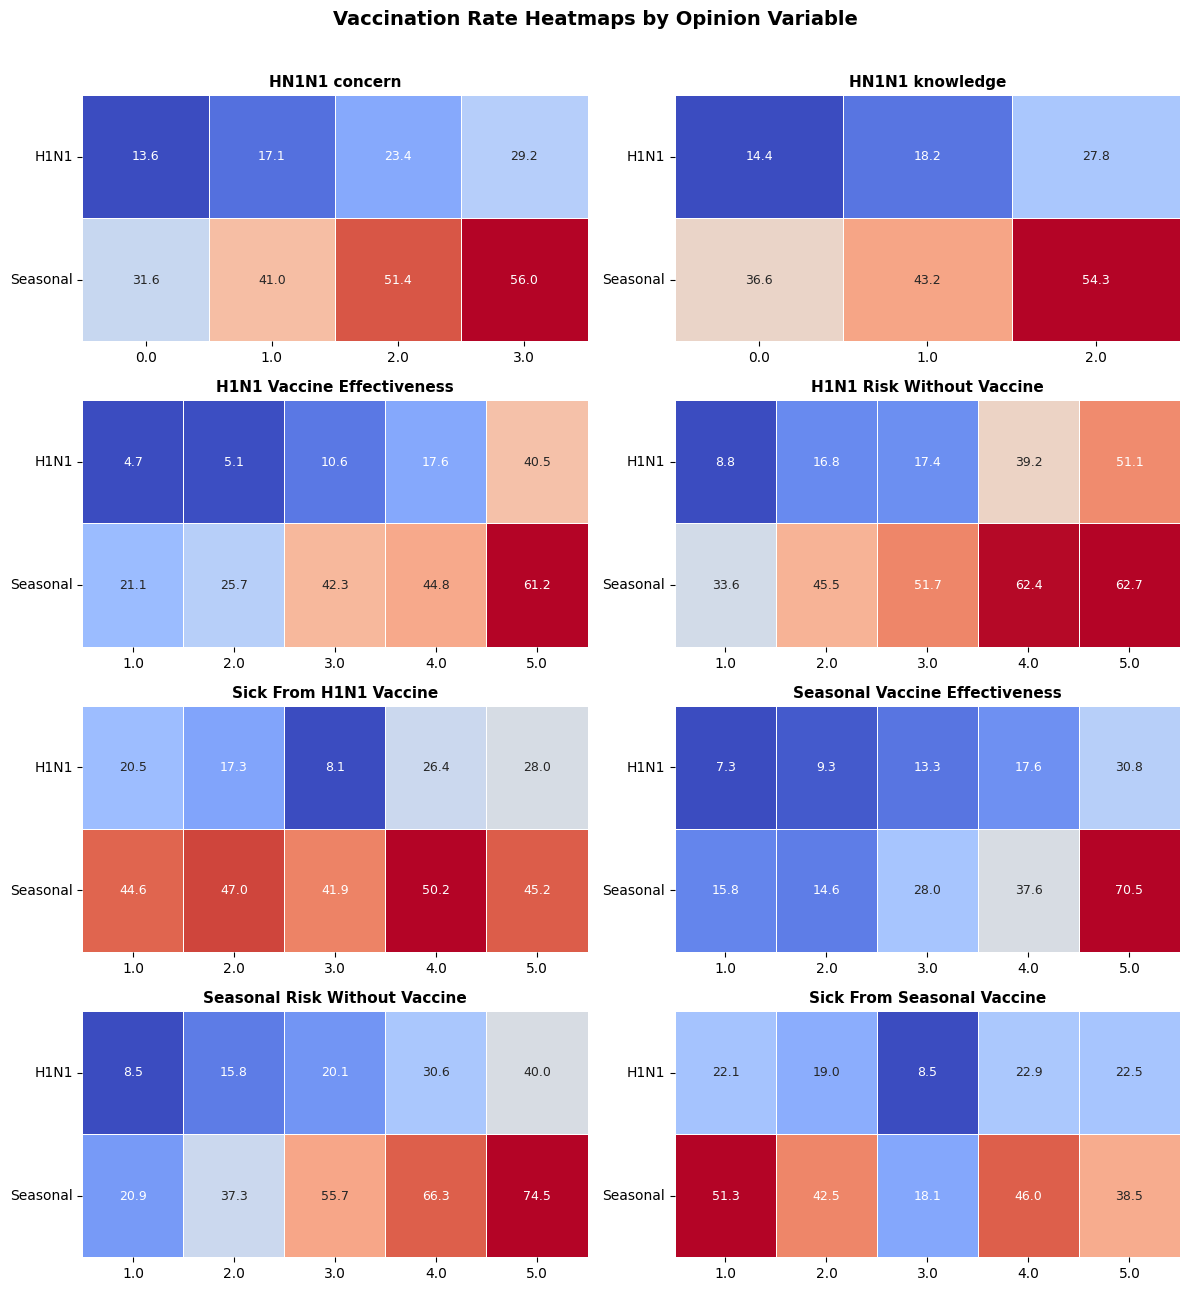 Vaccination Rate Heatmaps by Opinion Variable
HN1N1 concern
H1N1 13.6 17.1 23.4 29.2
Seasonal 31.6 41.0 51.4 56.0
0.0 1.0 2.0 3.0
HN1N1 knowledge
H1N1 14.4 18.2 27.8
Seasonal 36.6 43.2 54.3
0.0 1.0 2.0
H1N1 Vaccine Effectiveness
H1N1 4.7 5.1 10.6 17.6 40.5
Seasonal 21.1 25.7 42.3 44.8 61.2
1.0 2.0 3.0 4.0 5.0
H1N1 Risk Without Vaccine
H1N1 8.8 16.8 17.4 39.2 51.1
Seasonal 33.6 45.5 51.7 62.4 62.7
1.0 2.0 3.0 4.0 5.0
Sick From H1N1 Vaccine
H1N1 20.5 17.3 8.1 26.4 28.0
Seasonal 44.6 47.0 41.9 50.2 45.2
1.0 2.0 3.0 4.0 5.0
Seasonal Vaccine Effectiveness
H1N1 7.3 9.3 13.3 17.6 30.8
Seasonal 15.8 14.6 28.0 37.6 70.5
1.0 2.0 3.0 4.0 5.0
Seasonal Risk Without Vaccine
H1N1 8.5 15.8 20.1 30.6 40.0
Seasonal 20.9 37.3 55.7 66.3 74.5
1.0 2.0 3.0 4.0 5.0
Sick From Seasonal Vaccine
H1N1 22.1 19.0 8.5 22.9 22.5
Seasonal 51.3 42.5 18.1 46.0 38.5
1.0 2.0 3.0 4.0 5.0